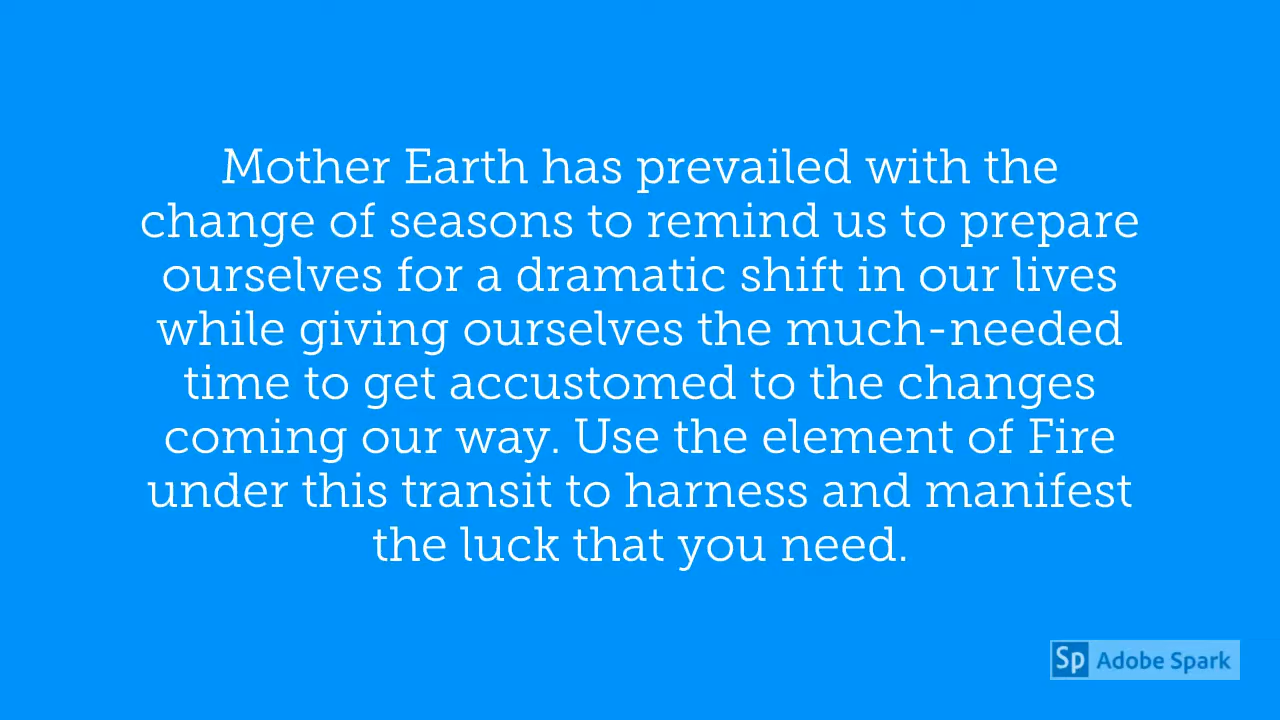 Mother Earth has prevailed with the
change of seasons to remind us to prepare
ourselves for a dramatic shift in our lives
while giving ourselves the much-needed
time to get accustomed to the changes
coming our way. Use the element of Fire
under this transit to harness and manifest
the luck that you need.
Sp Adobe Spark